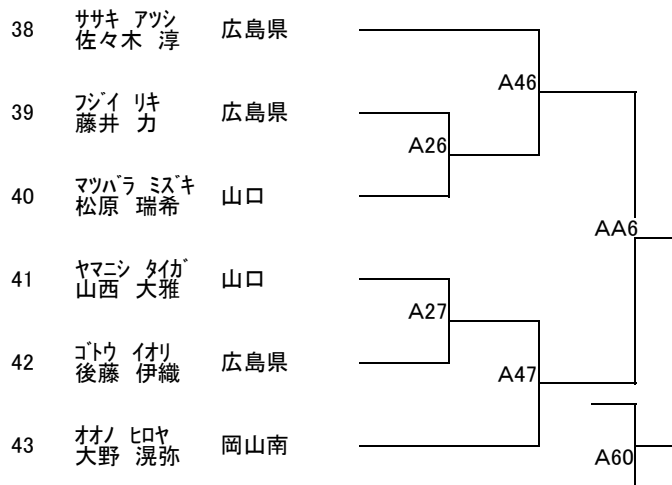 ササキ アツシ
38 佐々木 淳 広島県
A46
フジイ リキ
39 藤井 力 広島県
A26
マツバラ ミズキ
40 松原 瑞希 山口
AA6
ヤマニシ タイガ
41 山西 大雅 山口
A27
ゴトウ イオリ
42 後藤 伊織 広島県
A47
オオノ ヒロヤ
43 大野 滉弥 岡山南
A60